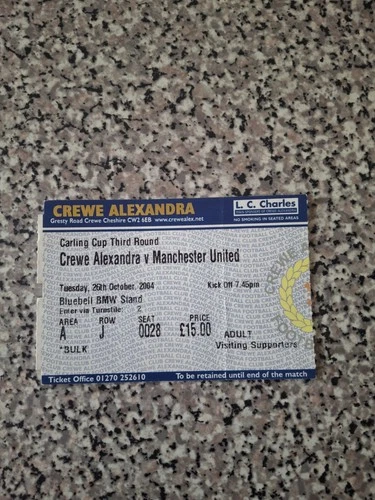 CREWE ALEXANDRA
Gresty Road Crewe Cheshire CW2 6EB www.crewealex.net
L. C. Charles
NO SMOKING IN SEATED AREAS
Carling Cup Third Round
Crewe Alexandra v Manchester United
Tuesday, 26th October, 2004 Kick Off 7.45pm
Bluebell BMW Stand
Enter via Turnstile: 2
AREA ROW SEAT PRICE
A J 0028 £15.00 ADULT
*BULK Visiting Supporters
Ticket Office 01270 252610 To be retained until end of the match